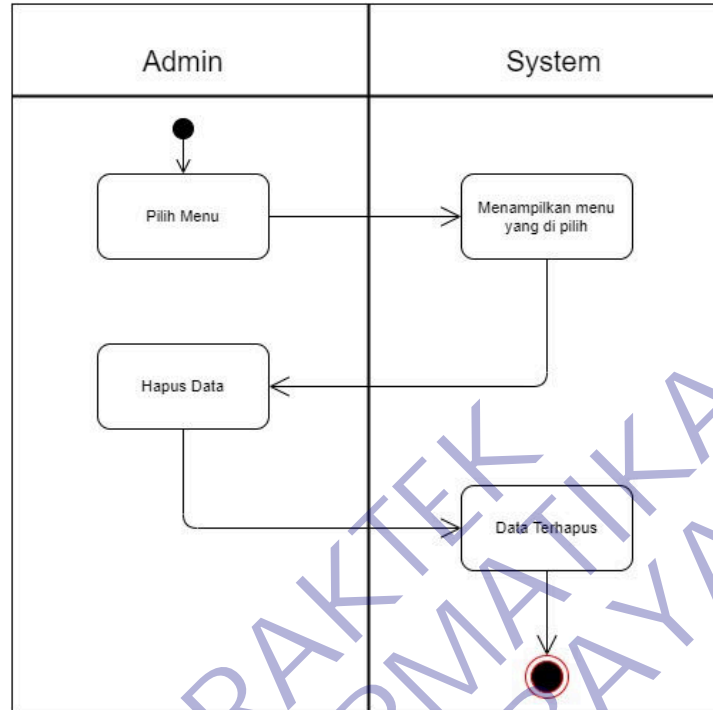 Admin
System
Pilih Menu
Menampilkan menu
yang di pilih
Hapus Data
Data Terhapus